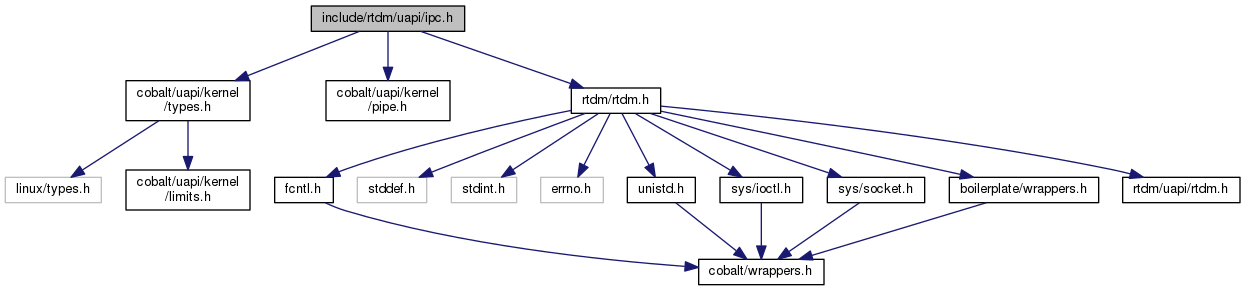 include/rtdm/uapi/ipc.h
cobalt/uapi/kernel
/types.h
cobalt/uapi/kernel
/pipe.h
rtdm/rtdm.h
linux/types.h
cobalt/uapi/kernel
/limits.h
fcntl.h
stddef.h
stdint.h
errno.h
unistd.h
sys/ioctl.h
sys/socket.h
boilerplate/wrappers.h
rtdm/uapi/rtdm.h
cobalt/wrappers.h